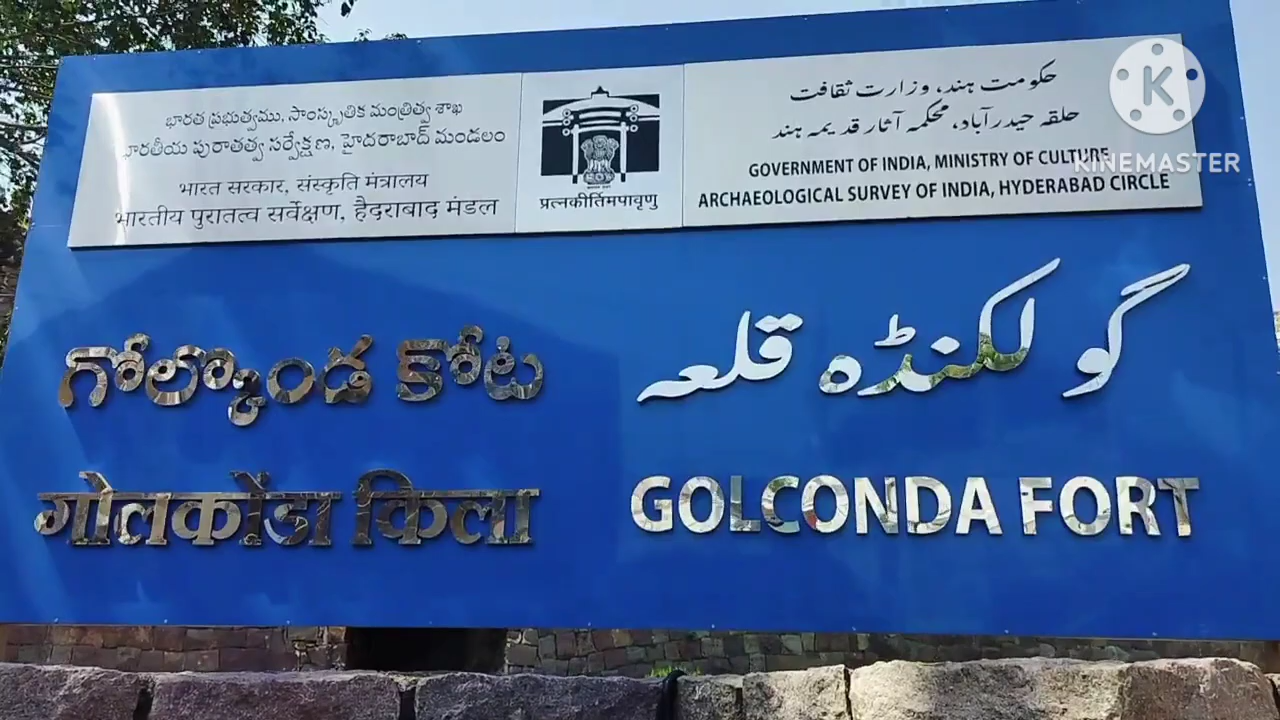 భారత ప్రభుత్వము, సాంస్కృతిక మంత్రిత్వ శాఖ
భారతీయ పురాతత్వ సర్వేక్షణ, హైదరాబాద్ మండలం
भारत सरकार, संस्कृति मंत्रालय
भारतीय पुरातत्व सर्वेक्षण, हैदराबाद मंडल
प्रत्नकीर्तिमपावृणु
حکومت ہند، وزارت ثقافت
حلقہ حیدرآباد، محکمہ آثار قدیمہ ہند
GOVERNMENT OF INDIA, MINISTRY OF CULTURE
ARCHAEOLOGICAL SURVEY OF INDIA, HYDERABAD CIRCLE
K
KINEMASTER
గోల్కొండ కోట
गोलकोंडा किला
گولکنڈہ قلعہ
GOLCONDA FORT